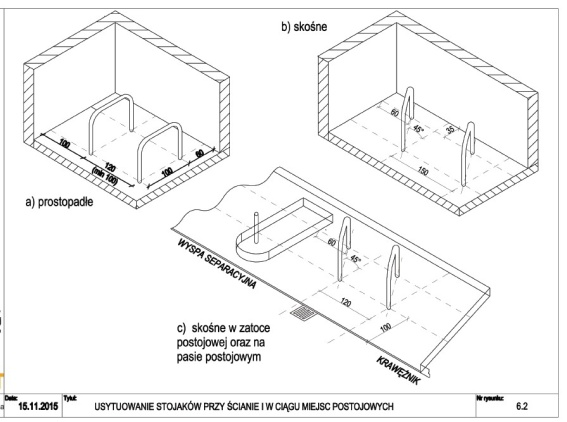 b) skośne
60
45°
35
150
100
120
(min 100)
100
60
a) prostopadłe
60
45°
120
100
WYSPA SEPARACYJNA
KRAWĘŻNIK
c) skośne w zatoce
postojowej oraz na
pasie postojowym
Data:
15.11.2015
Tytuł:
USYTUOWANIE STOJAKÓW PRZY ŚCIANIE I W CIĄGU MIEJSC POSTOJOWYCH
Nr rysunku:
6.2